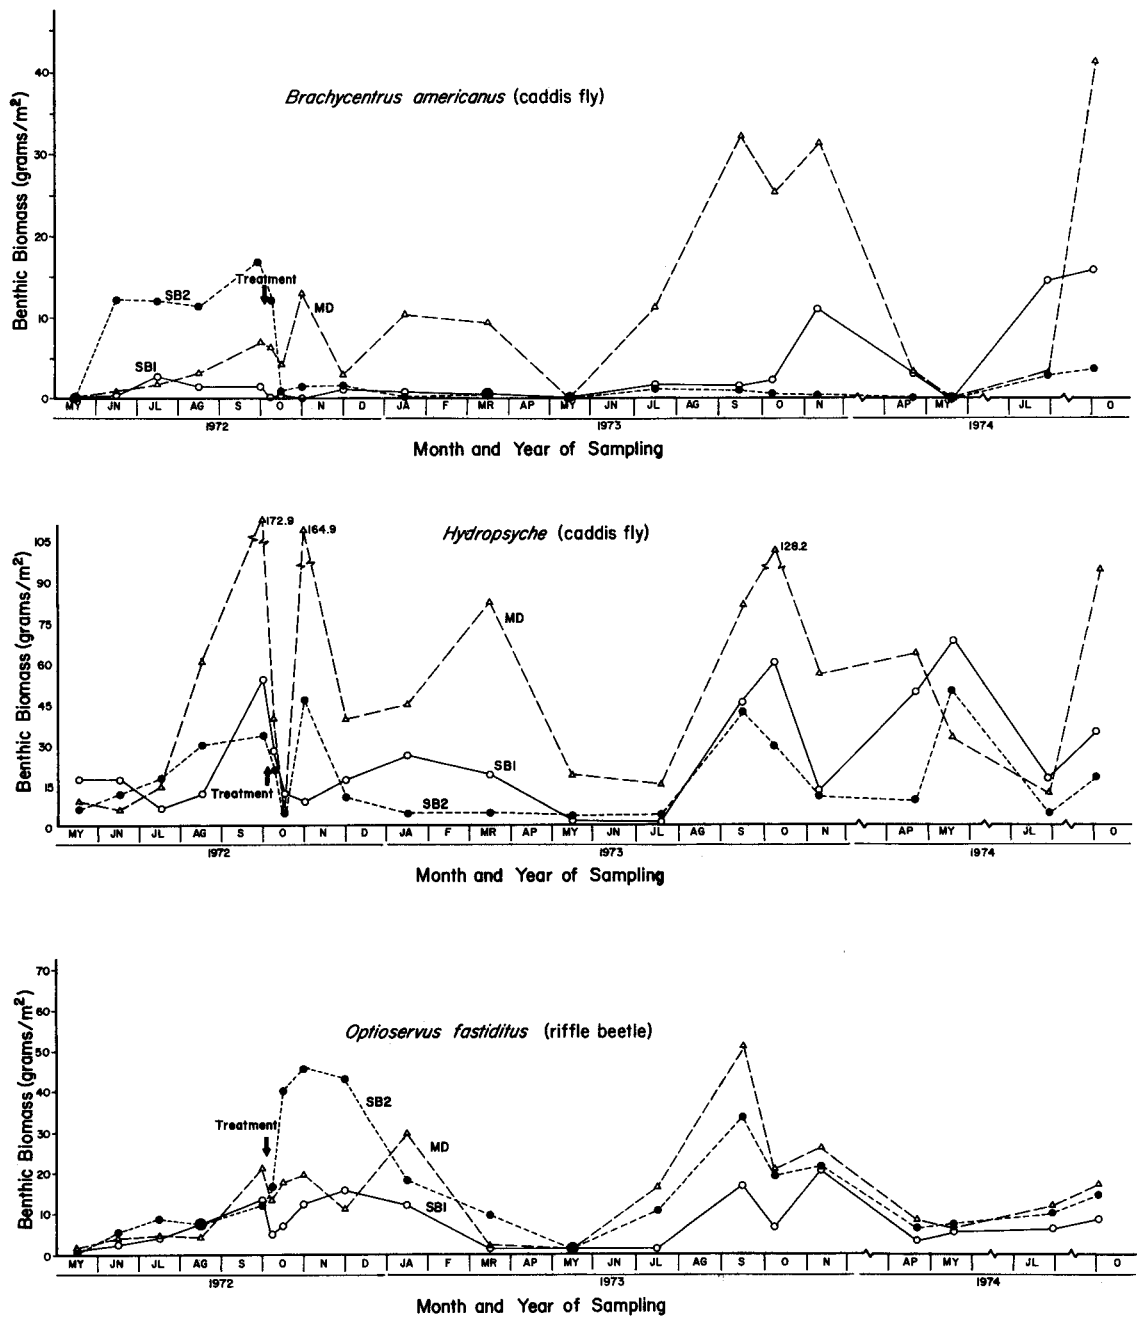 Brachycentrus americanus (caddis fly)
Benthic Biomass (grams/m²)
40
30
20
10
0
Treatment
SB2
MD
SB1
MY JN JL AG S O N D JA F MR AP MY JN JL AG S O N AP MY JL O
1972 1973 1974
Month and Year of Sampling
Hydropsyche (caddis fly)
Benthic Biomass (grams/m²)
105
90
75
60
45
30
15
0
172.9
164.9
128.2
MD
SB1
SB2
Treatment
MY JN JL AG S O N D JA F MR AP MY JN JL AG S O N AP MY JL O
1972 1973 1974
Month and Year of Sampling
Optioservus fastiditus (riffle beetle)
Benthic Biomass (grams/m²)
70
60
50
40
30
20
10
0
Treatment
SB2
MD
SB1
MY JN JL AG S O N D JA F MR AP MY JN JL AG S O N AP MY JL O
1972 1973 1974
Month and Year of Sampling